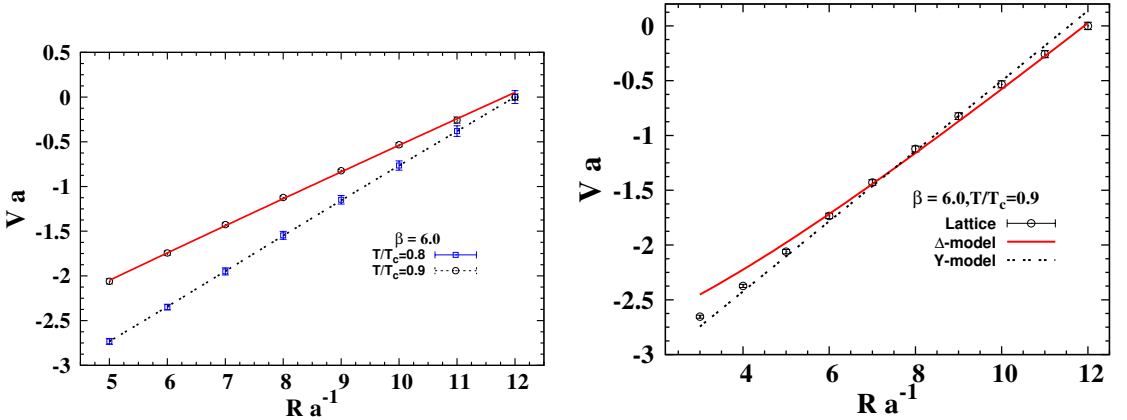 0.5
0
-0.5
-1
-1.5
-2
-2.5
-3
V a
5 6 7 8 9 10 11 12
R a⁻¹
β = 6.0
T/Tc=0.8
T/Tc=0.9
0
-0.5
-1
-1.5
-2
-2.5
-3
V a
4 6 8 10 12
R a⁻¹
β = 6.0,T/Tc=0.9
Lattice
Δ-model
Y-model